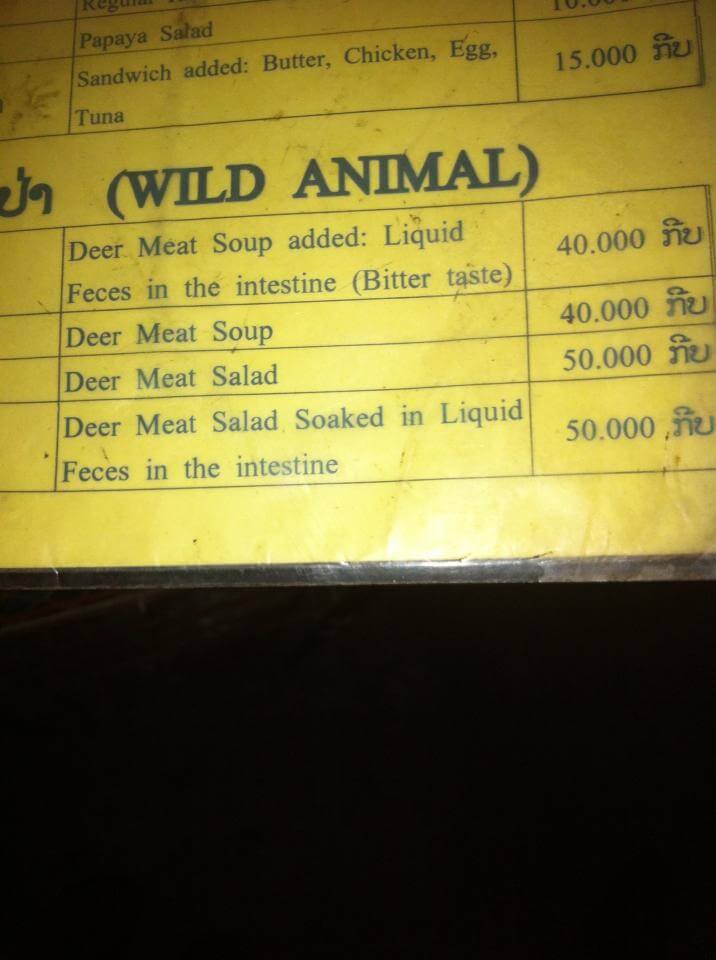 Regular
Papaya Salad
Sandwich added: Butter, Chicken, Egg, 15.000 ກີບ
Tuna
ປ່າ (WILD ANIMAL)
Deer Meat Soup added: Liquid 40.000 ກີບ
Feces in the intestine (Bitter taste)
Deer Meat Soup 40.000 ກີບ
Deer Meat Salad 50.000 ກີບ
Deer Meat Salad Soaked in Liquid 50.000 ກີບ
Feces in the intestine